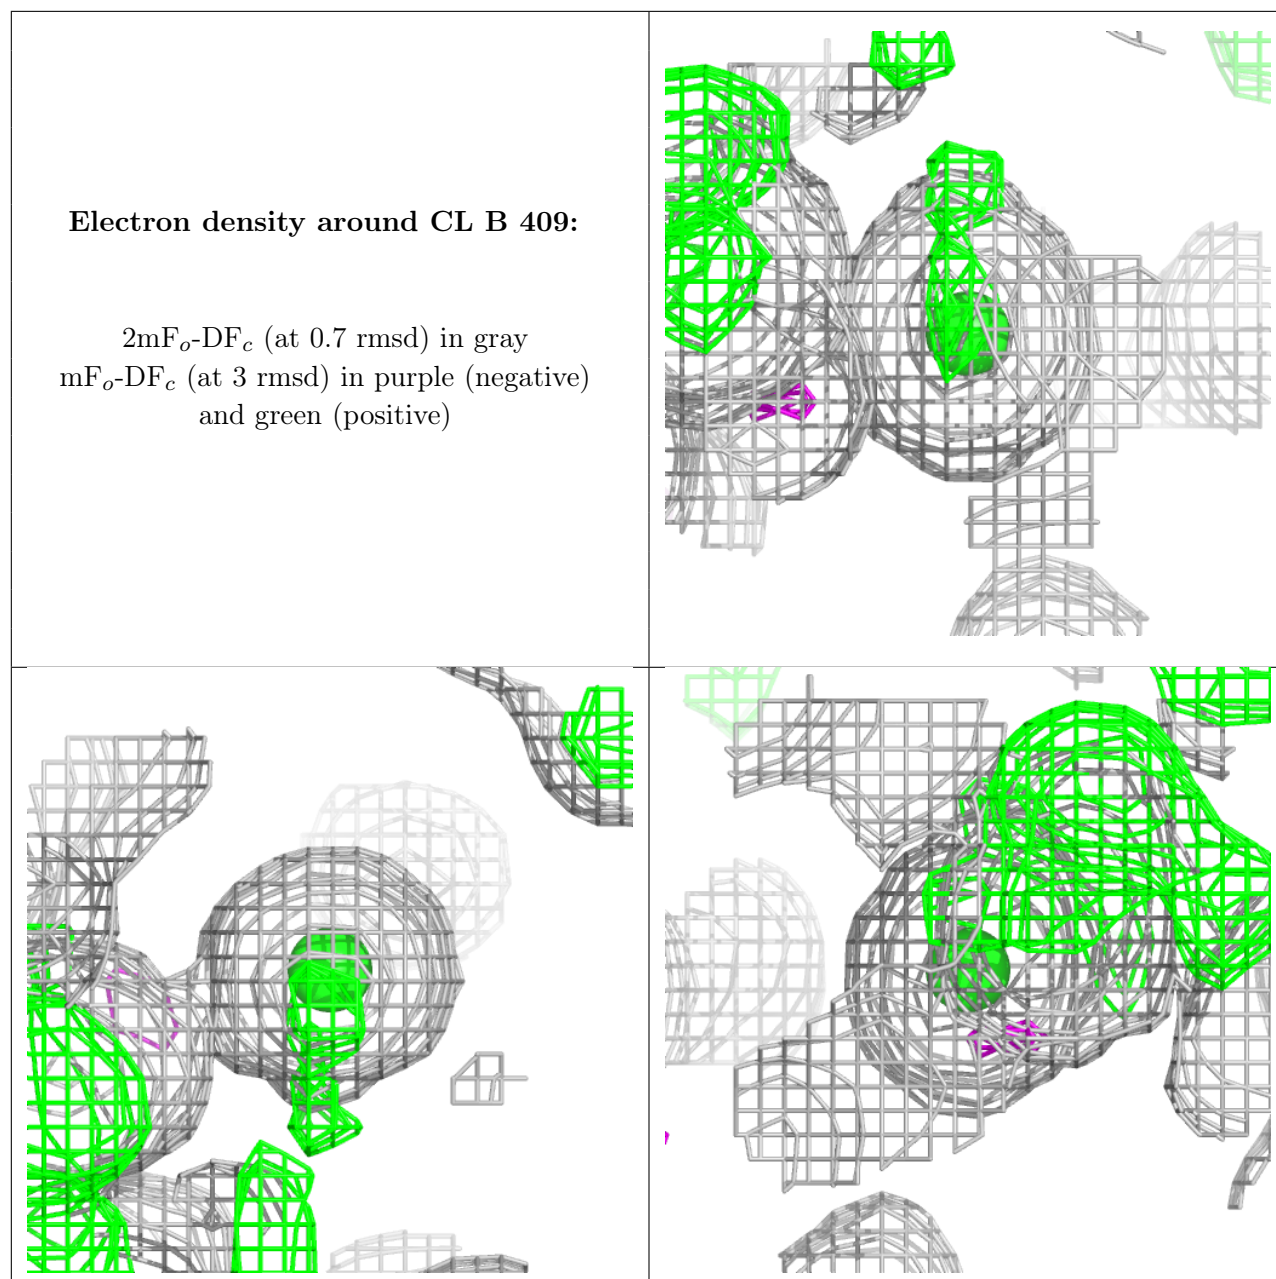 Electron density around CL B 409:
2mFo-DFc (at 0.7 rmsd) in gray
mFo-DFc (at 3 rmsd) in purple (negative)
and green (positive)